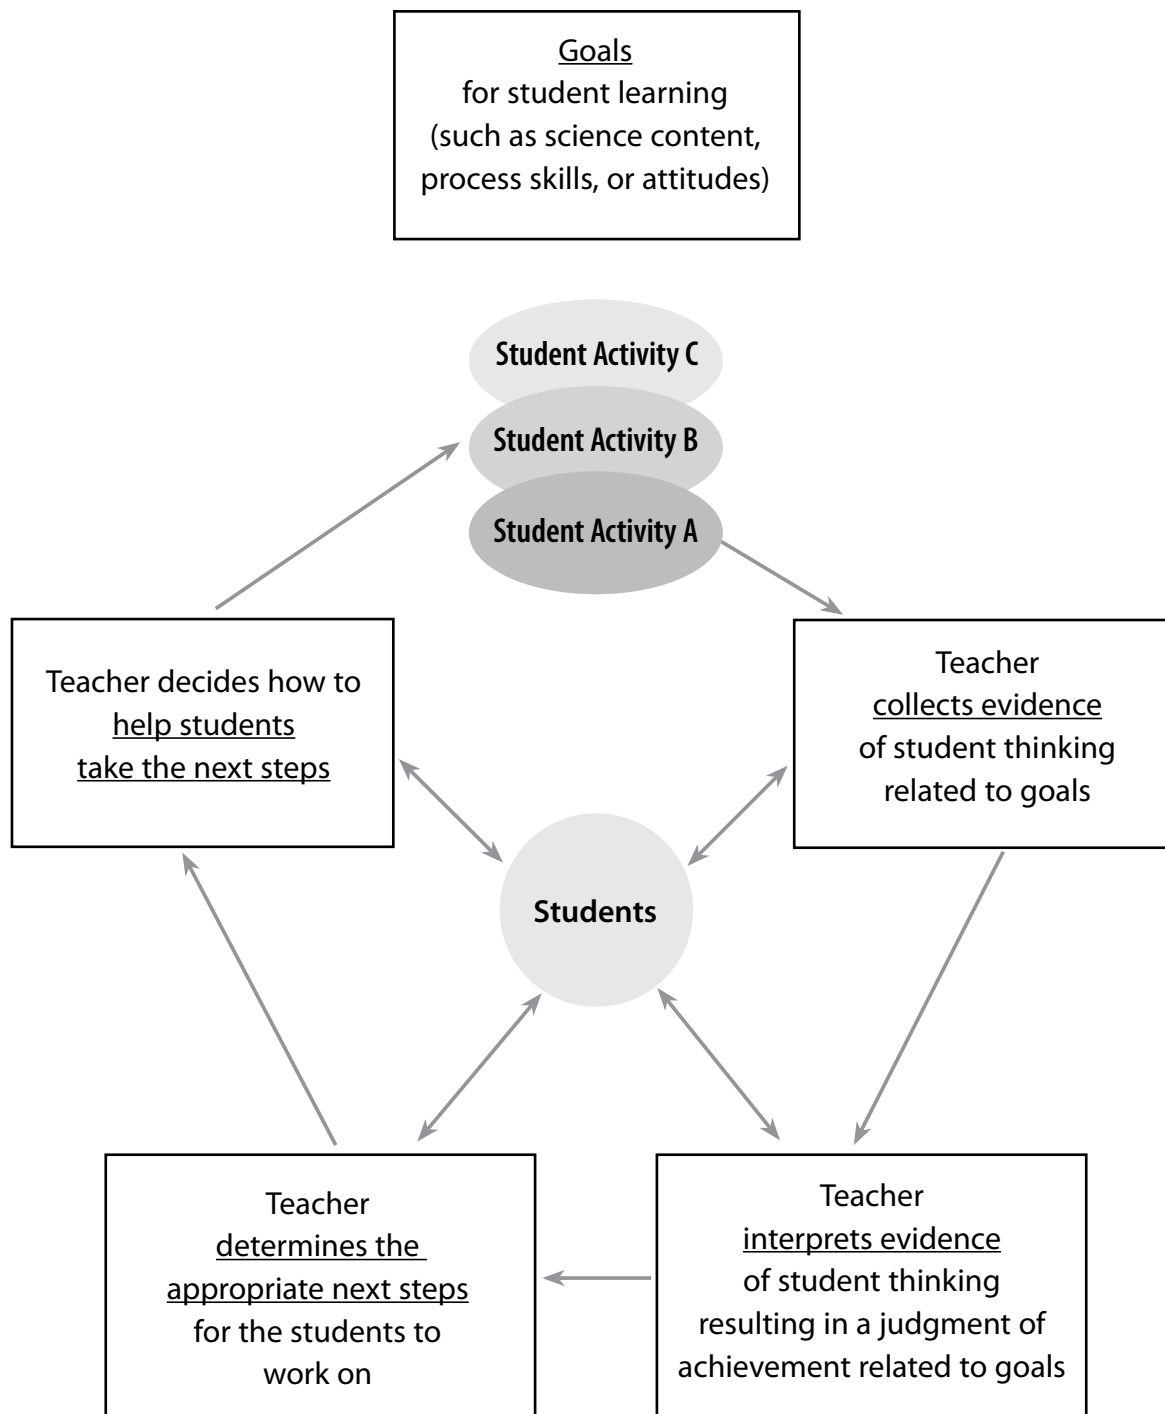 Goals
for student learning
(such as science content,
process skills, or attitudes)
Student Activity C
Student Activity B
Student Activity A
Teacher decides how to
help students
take the next steps
Teacher
collects evidence
of student thinking
related to goals
Students
Teacher
determines the
appropriate next steps
for the students to
work on
Teacher
interprets evidence
of student thinking
resulting in a judgment of
achievement related to goals